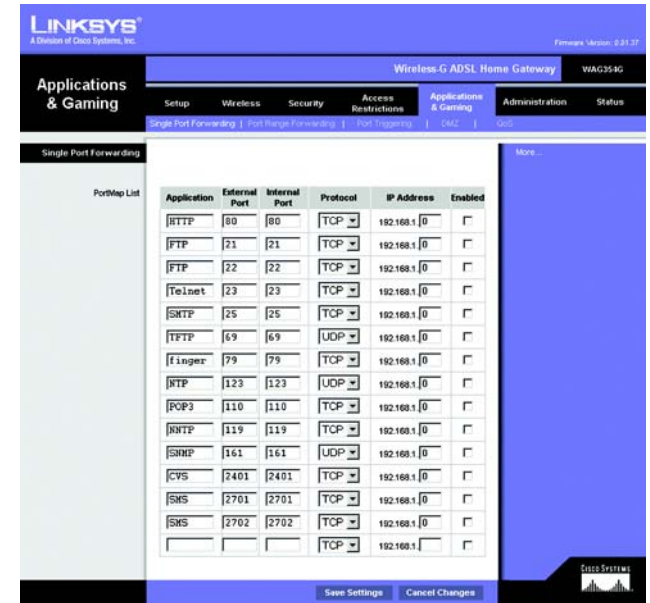 LINKSYS®
A Division of Cisco Systems, Inc.
Firmware Version: 0.01.37
Applications & Gaming
Wireless-G ADSL Home Gateway WAG354G
Setup Wireless Security Access Restrictions Applications & Gaming Administration Status
Single Port Forwarding | Port Range Forwarding | Port Triggering | DMZ | QoS
Single Port Forwarding
More...
PortMap List
Application External Port Internal Port Protocol IP Address Enabled
HTTP 80 80 TCP 192.168.1. 0
FTP 21 21 TCP 192.168.1. 0
FTP 22 22 TCP 192.168.1. 0
Telnet 23 23 TCP 192.168.1. 0
SMTP 25 25 TCP 192.168.1. 0
TFTP 69 69 UDP 192.168.1. 0
finger 79 79 TCP 192.168.1. 0
NTP 123 123 UDP 192.168.1. 0
POP3 110 110 TCP 192.168.1. 0
NNTP 119 119 TCP 192.168.1. 0
SNMP 161 161 UDP 192.168.1. 0
CVS 2401 2401 TCP 192.168.1. 0
SMS 2701 2701 TCP 192.168.1. 0
SMS 2702 2702 TCP 192.168.1. 0
TCP 192.168.1.
Save Settings Cancel Changes
CISCO SYSTEMS